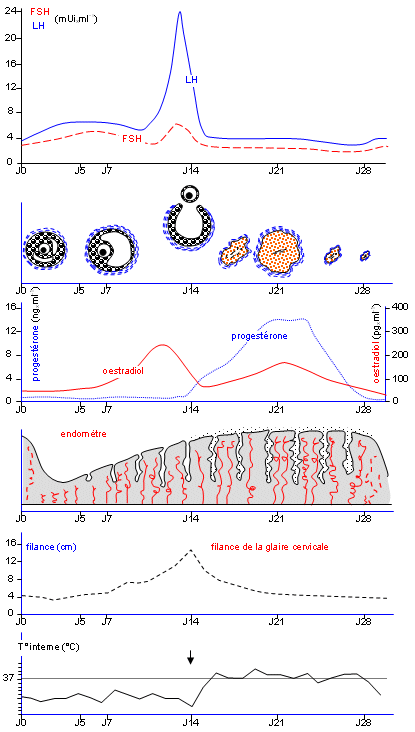 24
FSH
LH
(mUi.ml⁻)
20
16
12
8
4
0
LH
FSH
J0 J5 J7 J14 J21 J28
J0 J5 J7 J14 J21 J28
16
12
8
4
0
progestérone (ng.ml⁻)
oestradiol
progestérone
400
300
200
100
0
oestradiol (pg.ml⁻)
J0 J5 J7 J14 J21 J28
endomètre
J0 J5 J7 J14 J21 J28
16
filance (cm)
filance de la glaire cervicale
12
8
4
0
J0 J5 J7 J14 J21 J28
T° interne (°C)
37
J0 J5 J7 J14 J21 J28